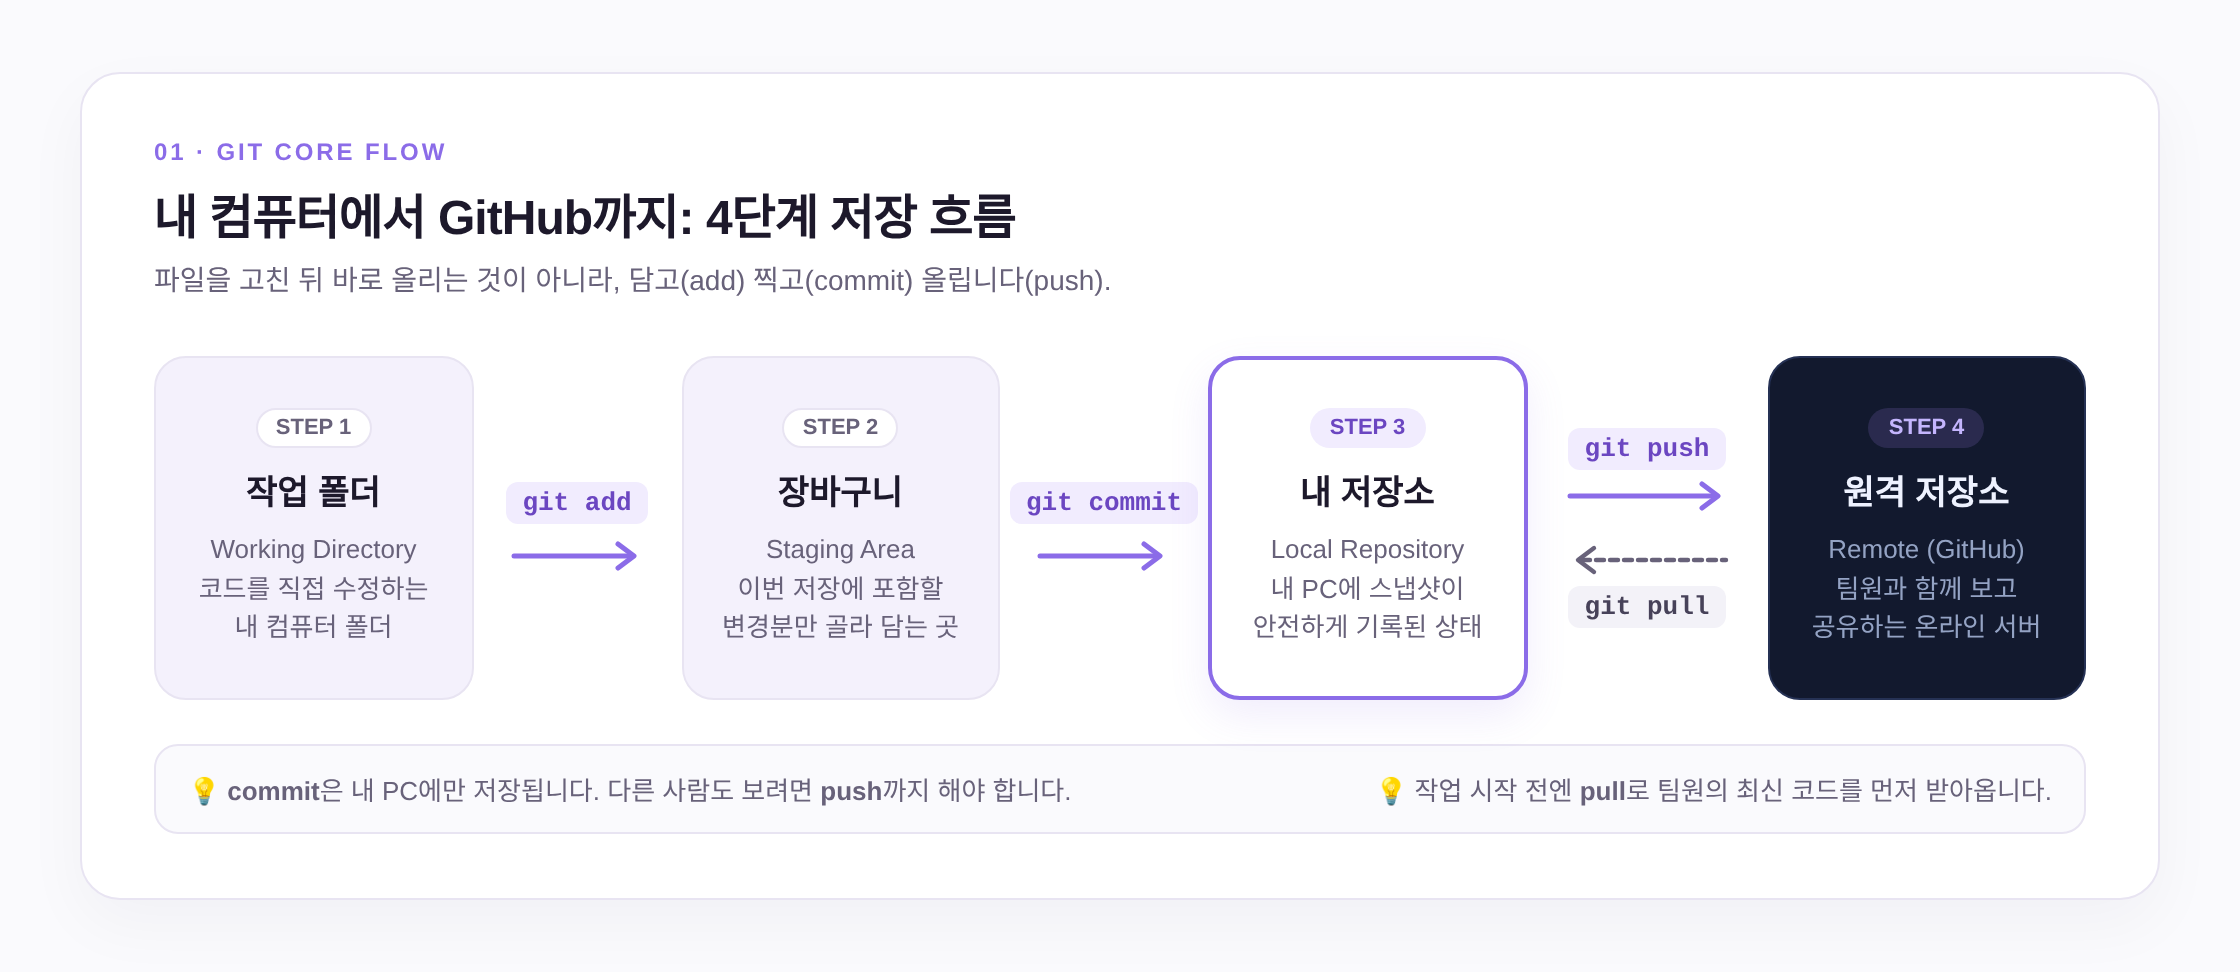 01 · GIT CORE FLOW
내 컴퓨터에서 GitHub까지: 4단계 저장 흐름
파일을 고친 뒤 바로 올리는 것이 아니라, 담고(add) 찍고(commit) 올립니다(push).
STEP 1
작업 폴더
Working Directory
코드를 직접 수정하는
내 컴퓨터 폴더
git add
STEP 2
장바구니
Staging Area
이번 저장에 포함할
변경분만 골라 담는 곳
git commit
STEP 3
내 저장소
Local Repository
내 PC에 스냅샷이
안전하게 기록된 상태
git push
git pull
STEP 4
원격 저장소
Remote (GitHub)
팀원과 함께 보고
공유하는 온라인 서버
💡 commit은 내 PC에만 저장됩니다. 다른 사람도 보려면 push까지 해야 합니다.
💡 작업 시작 전엔 pull로 팀원의 최신 코드를 먼저 받아옵니다.